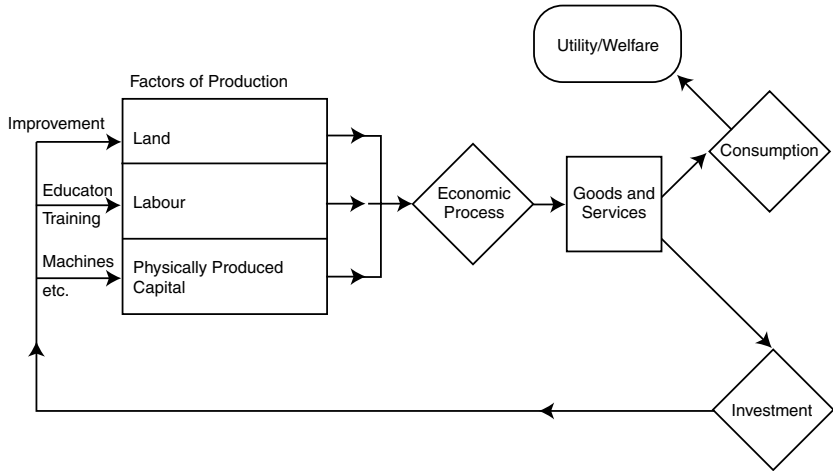 Utility/Welfare
Factors of Production
Improvement
Land
Consumption
Educaton
Training
Labour
Economic
Process
Goods and
Services
Machines
etc.
Physically Produced
Capital
Investment